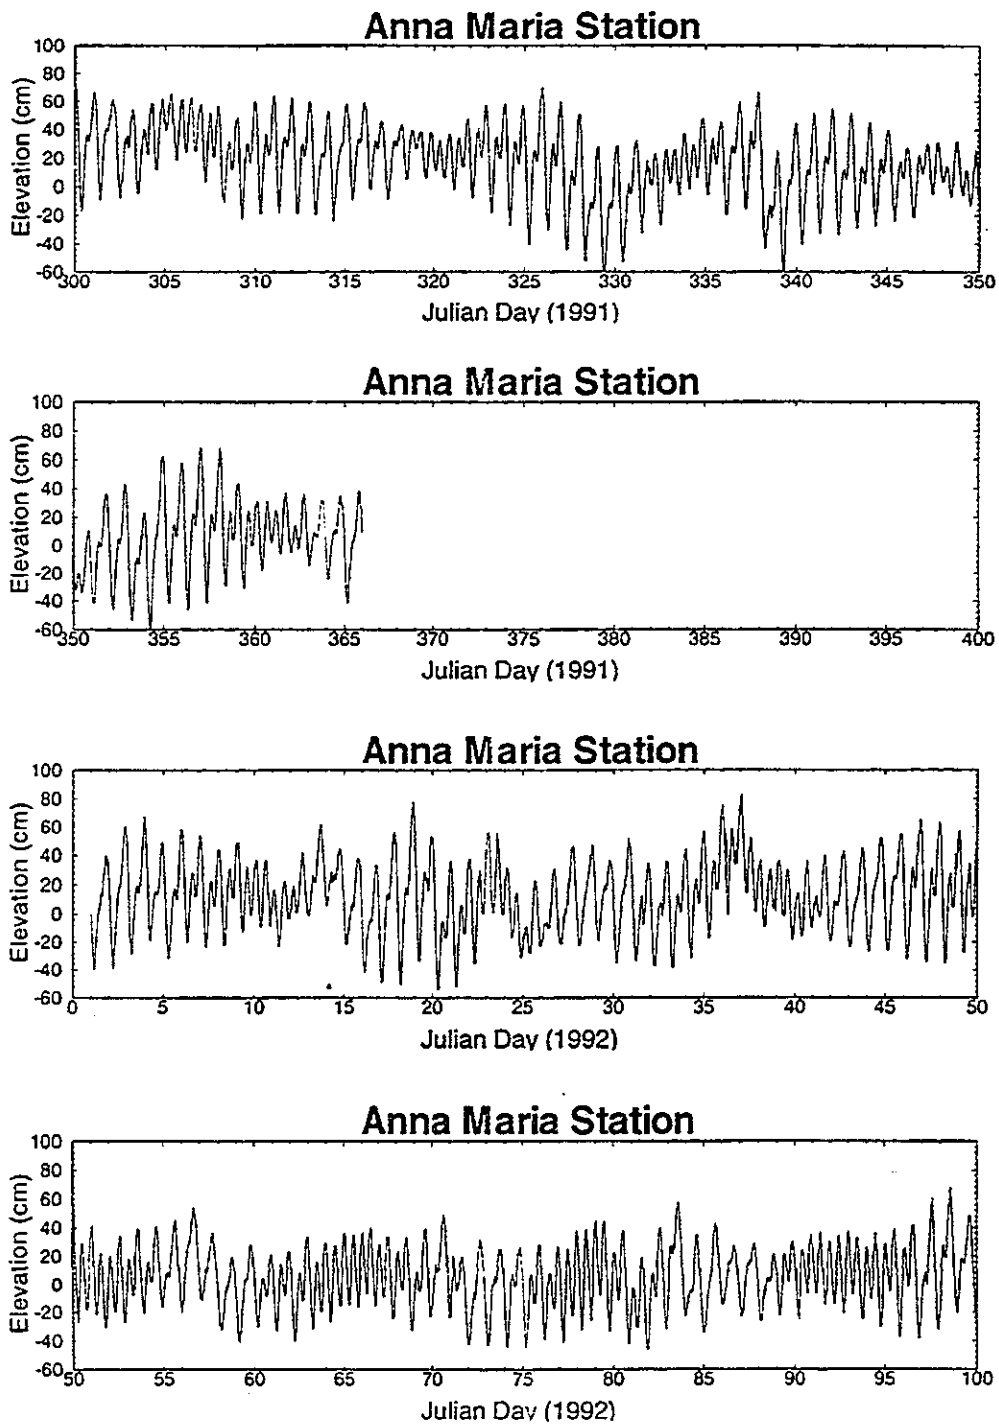 Anna Maria Station
100
80
60
40
20
0
-20
-40
-60
Elevation (cm)
300 305 310 315 320 325 330 335 340 345 350
Julian Day (1991)
Anna Maria Station
100
80
60
40
20
0
-20
-40
-60
Elevation (cm)
350 355 360 365 370 375 380 385 390 395 400
Julian Day (1991)
Anna Maria Station
100
80
60
40
20
0
-20
-40
-60
Elevation (cm)
0 5 10 15 20 25 30 35 40 45 50
Julian Day (1992)
Anna Maria Station
100
80
60
40
20
0
-20
-40
-60
Elevation (cm)
50 55 60 65 70 75 80 85 90 95 100
Julian Day (1992)